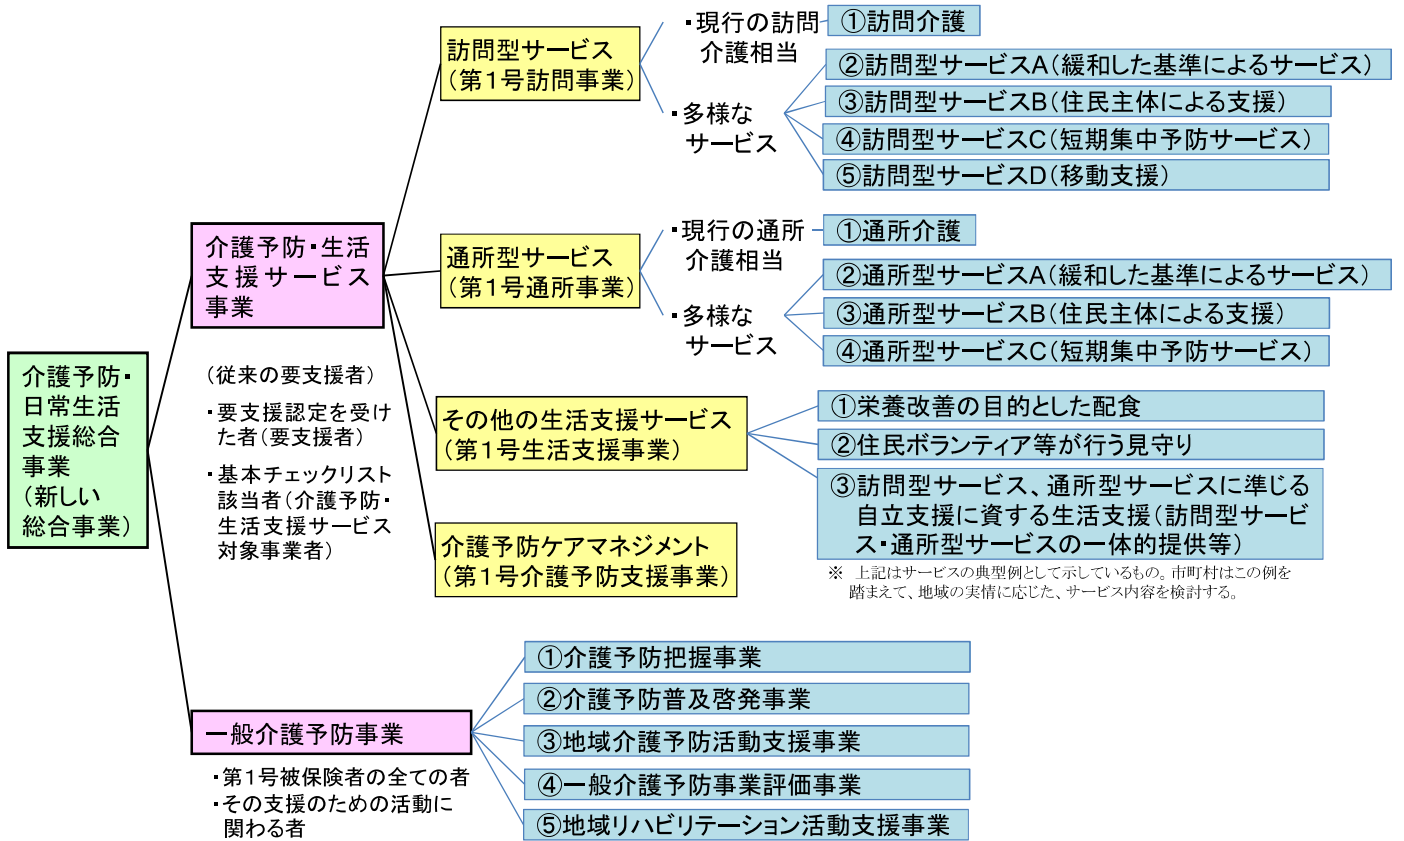 介護予防・
日常生活
支援総合
事業
（新しい
総合事業）
介護予防・生活
支援サービス
事業
（従来の要支援者）
・要支援認定を受け
た者（要支援者）
・基本チェックリスト
該当者（介護予防・
生活支援サービス
対象事業者）
訪問型サービス
（第１号訪問事業）
・現行の訪問
介護相当
①訪問介護
・多様な
サービス
②訪問型サービスA（緩和した基準によるサービス）
③訪問型サービスB（住民主体による支援）
④訪問型サービスC（短期集中予防サービス）
⑤訪問型サービスD（移動支援）
通所型サービス
（第１号通所事業）
・現行の通所
介護相当
①通所介護
・多様な
サービス
②通所型サービスA（緩和した基準によるサービス）
③通所型サービスB（住民主体による支援）
④通所型サービスC（短期集中予防サービス）
その他の生活支援サービス
（第１号生活支援事業）
①栄養改善の目的とした配食
②住民ボランティア等が行う見守り
③訪問型サービス、通所型サービスに準じる
自立支援に資する生活支援（訪問型サービ
ス・通所型サービスの一体的提供等）
介護予防ケアマネジメント
（第１号介護予防支援事業）
※　上記はサービスの典型例として示しているもの。市町村はこの例を
踏まえて、地域の実情に応じた、サービス内容を検討する。
一般介護予防事業
・第１号被保険者の全ての者
・その支援のための活動に
関わる者
①介護予防把握事業
②介護予防普及啓発事業
③地域介護予防活動支援事業
④一般介護予防事業評価事業
⑤地域リハビリテーション活動支援事業